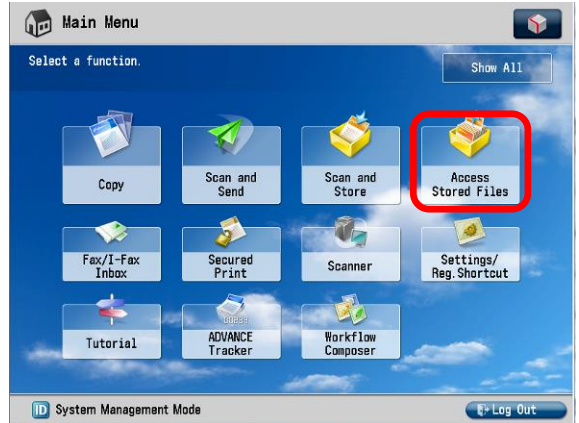 Main Menu
Select a function.
Show All
Copy
Scan and
Send
Scan and
Store
Access
Stored Files
Fax/I-Fax
Inbox
Secured
Print
Scanner
Settings/
Reg.Shortcut
Tutorial
ADVANCE
Tracker
Workflow
Composer
ID System Management Mode
Log Out